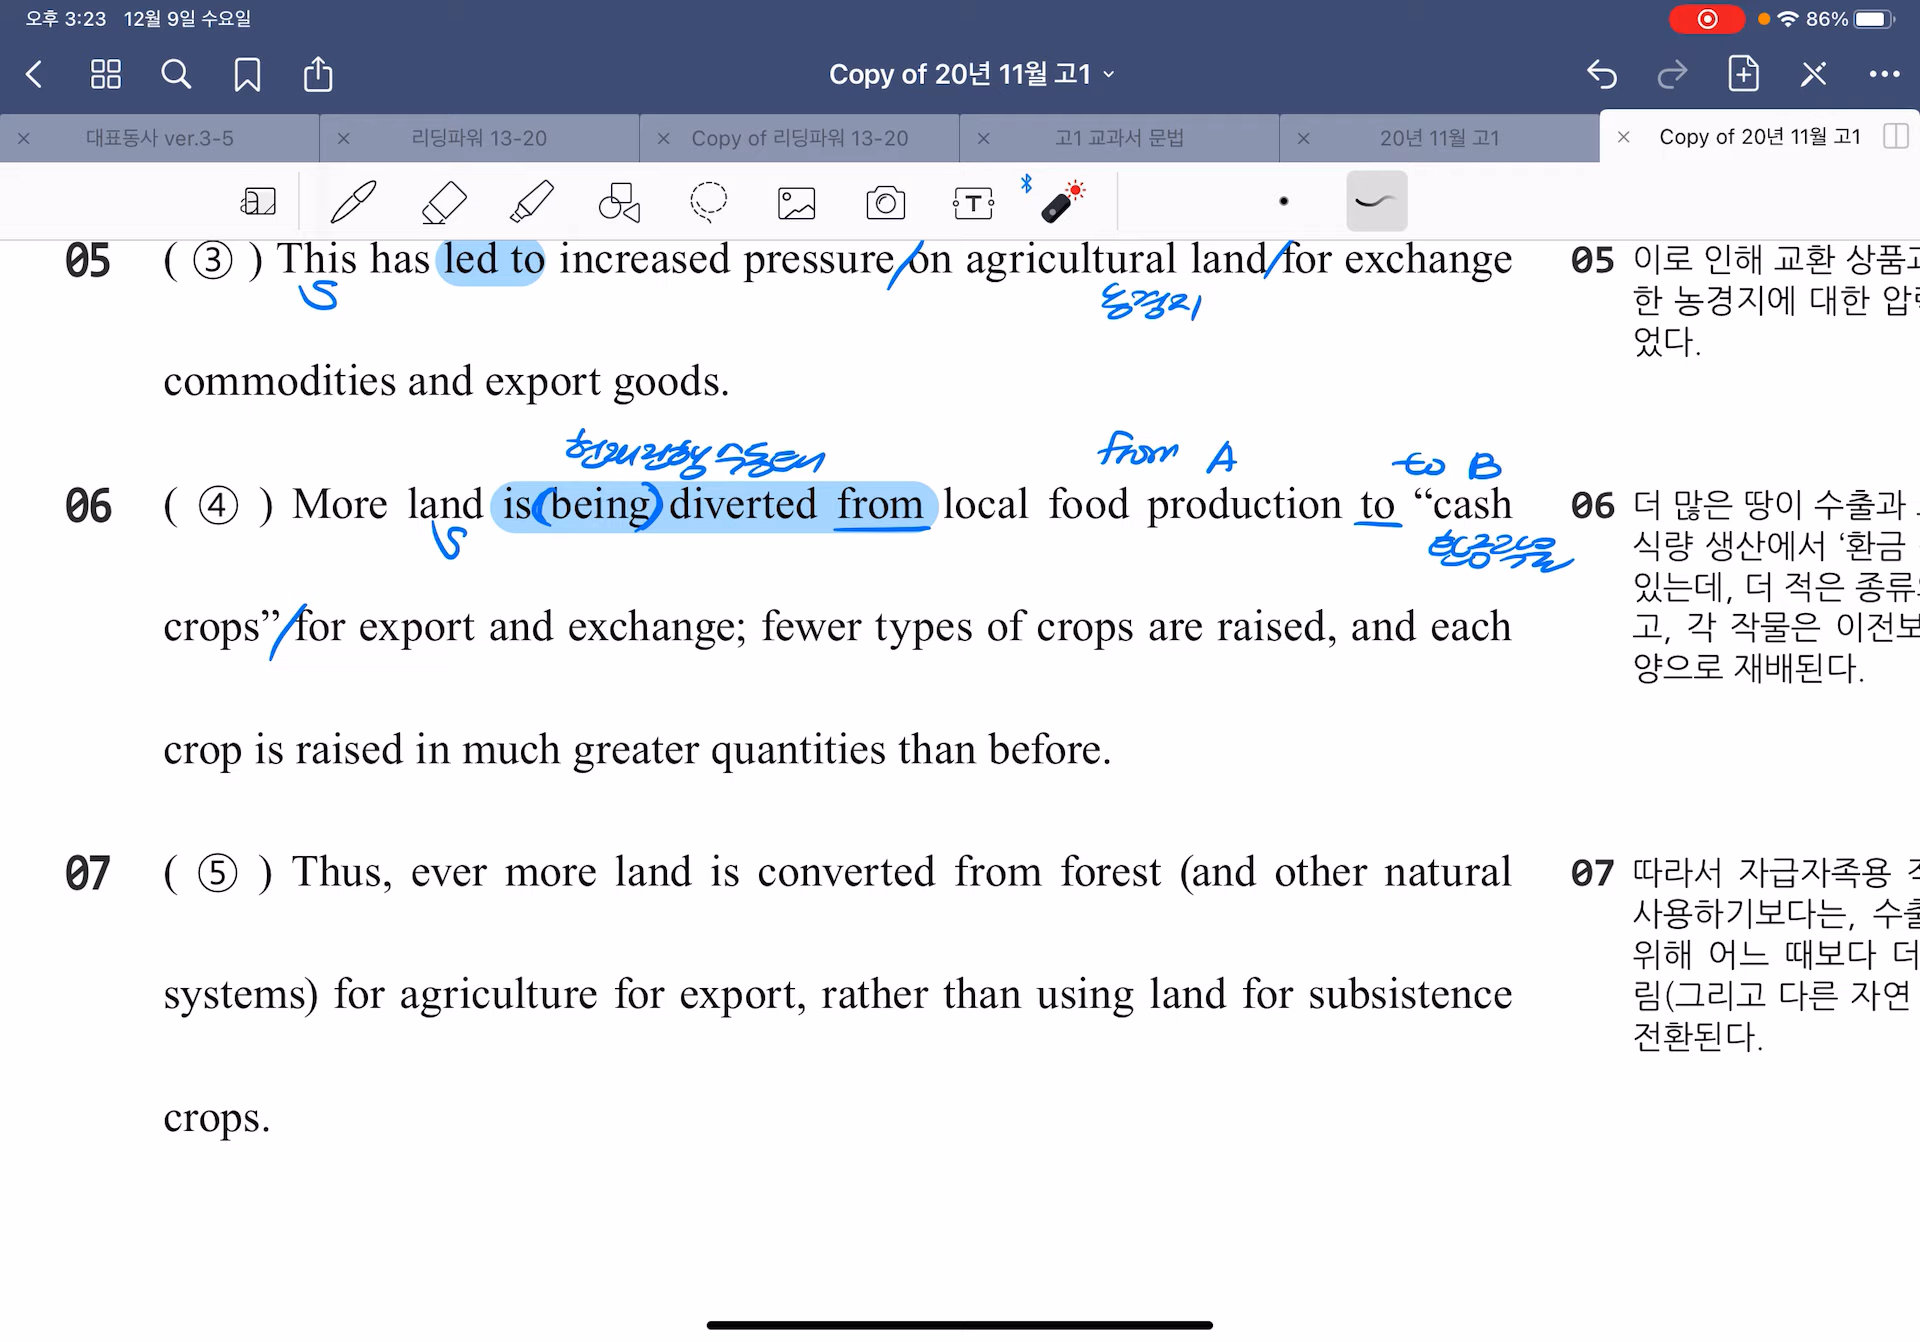 오후 3:23 12월 9일 수요일 86%
Copy of 20년 11월 고1
대표동사 ver.3-5 리딩파워 13-20 Copy of 리딩파워 13-20 고1 교과서 문법 20년 11월 고1 Copy of 20년 11월 고1
05 ( ③ ) This has led to increased pressure on agricultural land for exchange
S 농경지
commodities and export goods.
현재진행 수동태 from A to B
06 ( ④ ) More land is (being) diverted from local food production to “cash
S 환금작물
crops” for export and exchange; fewer types of crops are raised, and each
crop is raised in much greater quantities than before.
07 ( ⑤ ) Thus, ever more land is converted from forest (and other natural
systems) for agriculture for export, rather than using land for subsistence
crops.
05 이로 인해 교환 상품과
한 농경지에 대한 압력
었다.
06 더 많은 땅이 수출과
식량 생산에서 ‘환금
있는데, 더 적은 종류의
고, 각 작물은 이전보
양으로 재배된다.
07 따라서 자급자족용
사용하기보다는, 수출
위해 어느 때보다 더
림(그리고 다른 자연
전환된다.